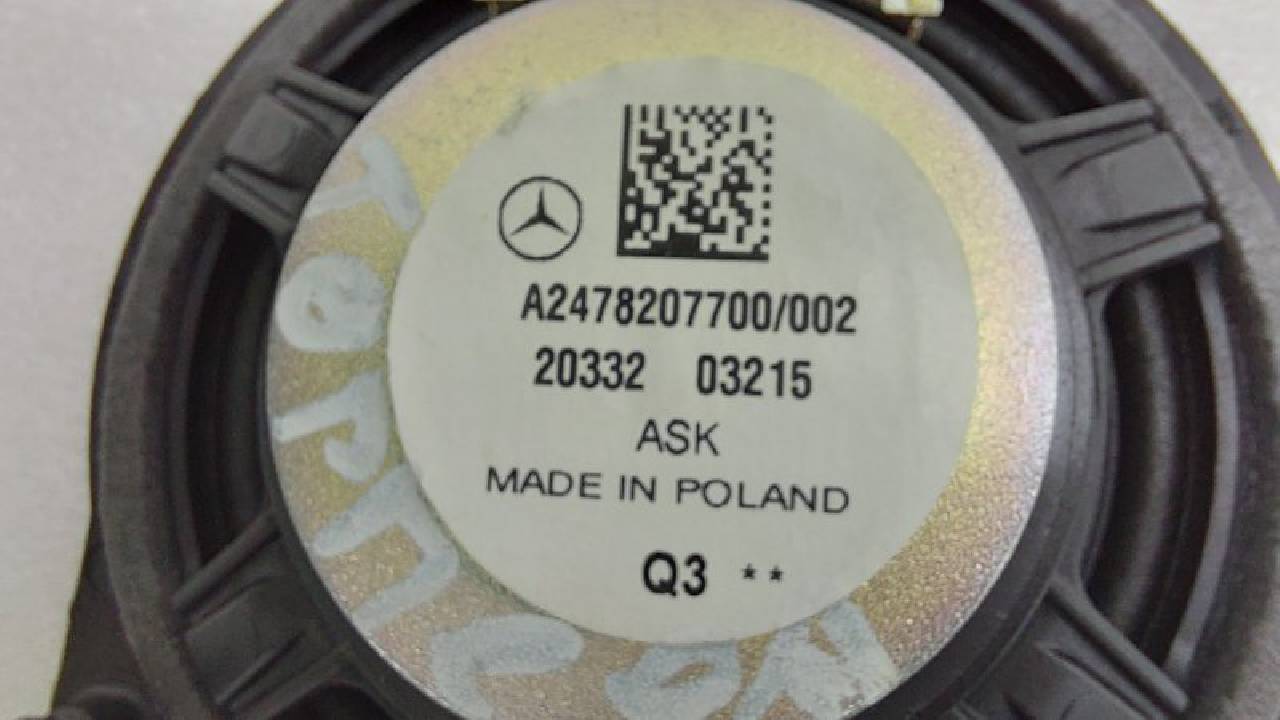 A2478207700/002
20332 03215
ASK
MADE IN POLAND
Q3 **